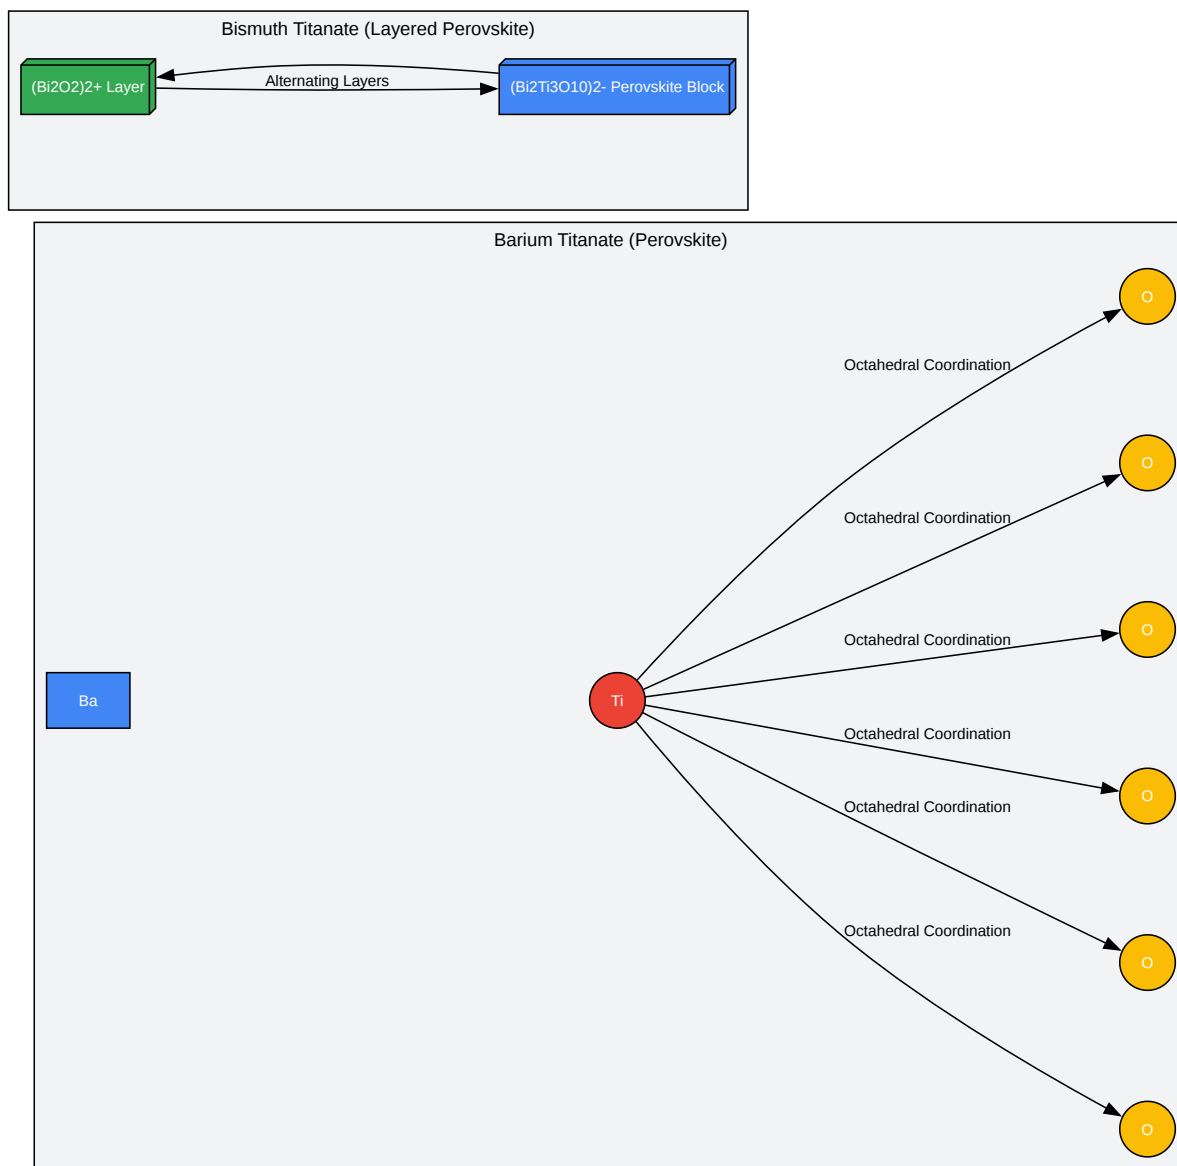 Bismuth Titanate (Layered Perovskite)
(Bi2O2)2+ Layer
Alternating Layers
(Bi2Ti3O10)2- Perovskite Block
Barium Titanate (Perovskite)
O
Octahedral Coordination
O
Octahedral Coordination
O
Octahedral Coordination
Ba
Ti
Octahedral Coordination
O
Octahedral Coordination
Octahedral Coordination
O
O